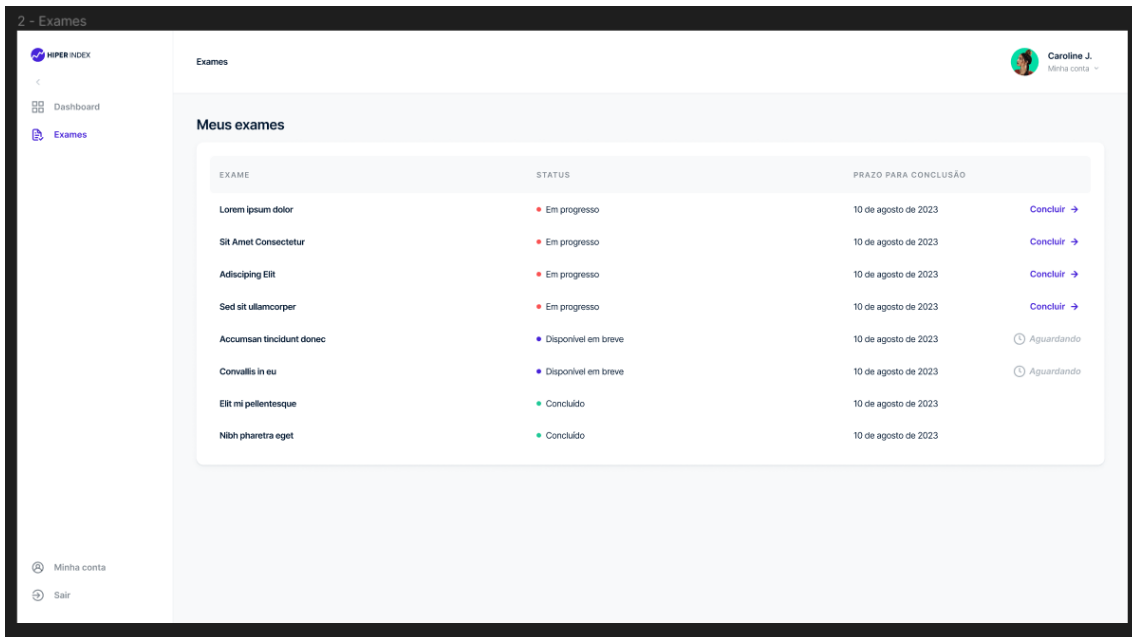 2 - Exames
HIPER INDEX
Exames
Caroline J.
Minha conta
Dashboard
Exames
Meus exames
EXAME STATUS PRAZO PARA CONCLUSÃO
Lorem ipsum dolor Em progresso 10 de agosto de 2023 Concluir →
Sit Amet Consectetur Em progresso 10 de agosto de 2023 Concluir →
Adisciping Elit Em progresso 10 de agosto de 2023 Concluir →
Sed sit ullamcorper Em progresso 10 de agosto de 2023 Concluir →
Accumsan tincidunt donec Disponível em breve 10 de agosto de 2023 Aguardando
Convallis in eu Disponível em breve 10 de agosto de 2023 Aguardando
Elit mi pellentesque Concluído 10 de agosto de 2023
Nibh pharetra eget Concluído 10 de agosto de 2023
Minha conta
Sair